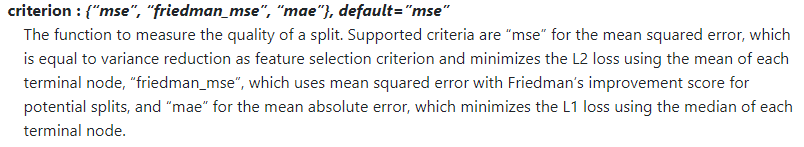 criterion : {“mse”, “friedman_mse”, “mae”}, default=”mse”
The function to measure the quality of a split. Supported criteria are “mse” for the mean squared error, which
is equal to variance reduction as feature selection criterion and minimizes the L2 loss using the mean of each
terminal node, “friedman_mse”, which uses mean squared error with Friedman’s improvement score for
potential splits, and “mae” for the mean absolute error, which minimizes the L1 loss using the median of each
terminal node.